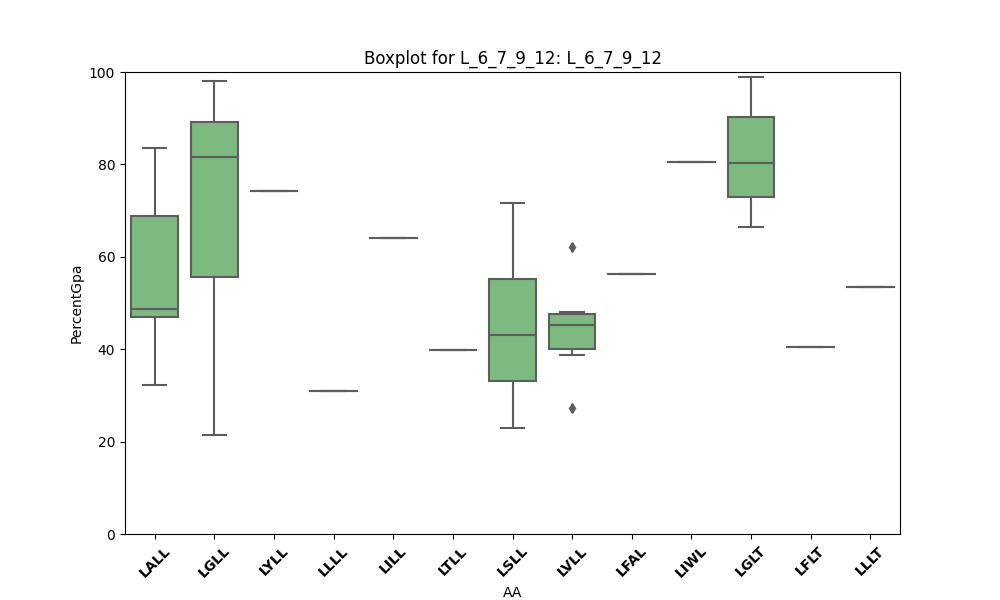 Boxplot for L_6_7_9_12: L_6_7_9_12
PercentGpa
100
80
60
40
20
0
LALL LGLL LYLL LLLL LILL LTLL LSLL LVLL LFAL LIWL LGLT LFLT LLLT
AA